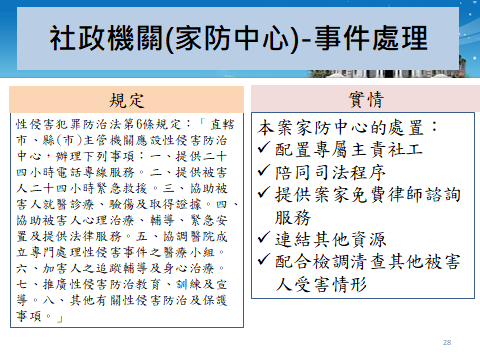 社政機關(家防中心)-事件處理
規定
性侵害犯罪防治法第6條規定：「直轄
市、縣(市)主管機關應設性侵害防治
中心，辦理下列事項：一、提供二十
四小時電話專線服務。二、提供被害
人二十四小時緊急救援。三、協助被
害人就醫診療、驗傷及取得證據。四、
協助被害人心理治療、輔導、緊急安
置及提供法律服務。五、協調醫院成
立專門處理性侵害事件之醫療小組。
六、加害人之追蹤輔導及身心治療。
七、推廣性侵害防治教育、訓練及宣
導。八、其他有關性侵害防治及保護
事項。」
實情
本案家防中心的處置：
✓配置專屬主責社工
✓陪同司法程序
✓提供案家免費律師諮詢
服務
✓連結其他資源
✓配合檢調清查其他被害
人受害情形
28